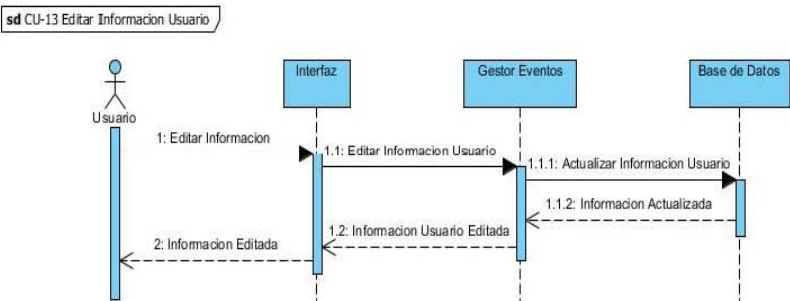 sd CU-13 Editar Informacion Usuario
Interfaz
Gestor Eventos
Base de Datos
Usuario
1: Editar Informacion
1.1: Editar Informacion Usuario
1.1.1: Actualizar Informacion Usuario
1.1.2: Informacion Actualizada
1.2: Informacion Usuario Editada
2: Informacion Editada